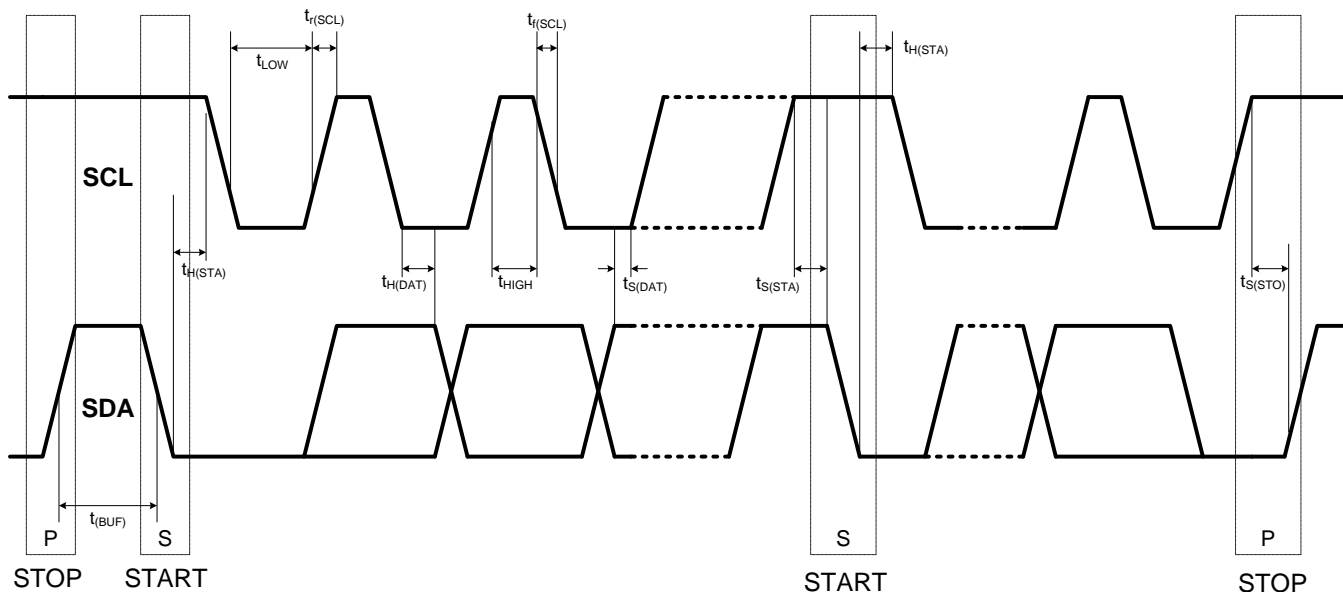 tr(SCL)
tf(SCL)
tH(STA)
tLOW
SCL
tH(STA)
tH(DAT)
tHIGH
tS(DAT)
tS(STA)
tS(STO)
SDA
t(BUF)
P
S
S
P
STOP
START
START
STOP